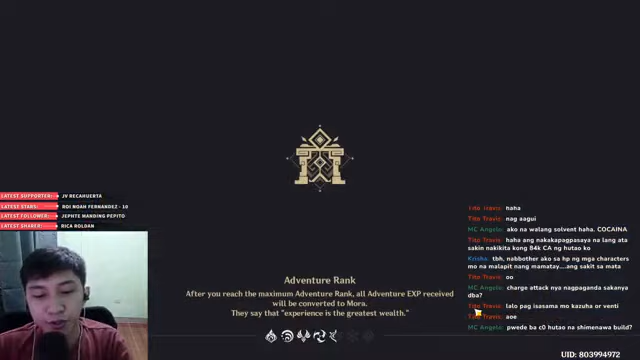 LATEST SUPPORTER: JV RECAHUERTA
LATEST STARS: ROI NOAH FERNANDEZ - 10
LATEST FOLLOWER: JEPHTE MANDING PEPITO
LATEST SHARER: RICA ROLDAN
Adventure Rank
After you reach the maximum Adventure Rank, all Adventure EXP received
will be converted to Mora.
They say that "experience is the greatest wealth."
Tito Travis: haha
Tito Travis: nag aagui
MC Angelo: ako na walang solvent haha. COCAINA
Tito Travis: haha ang nakakapagpasaya na lang ata
sakin nakikita kong 84k CA ng hutao ko
Krisha: tbh, nabbother ako sa hp ng mga characters
mo na malapit nang mamatay... ang sakit sa mata
Tito Travis: oo
MC Angelo: charge attack nya nagpaganda sakanya
dba?
Tito Travis: lalo pag isasama mo kazuha or venti
Tito Travis: aoe
MC Angelo: pwede ba c0 hutao na shimenawa build?
UID: 803994972